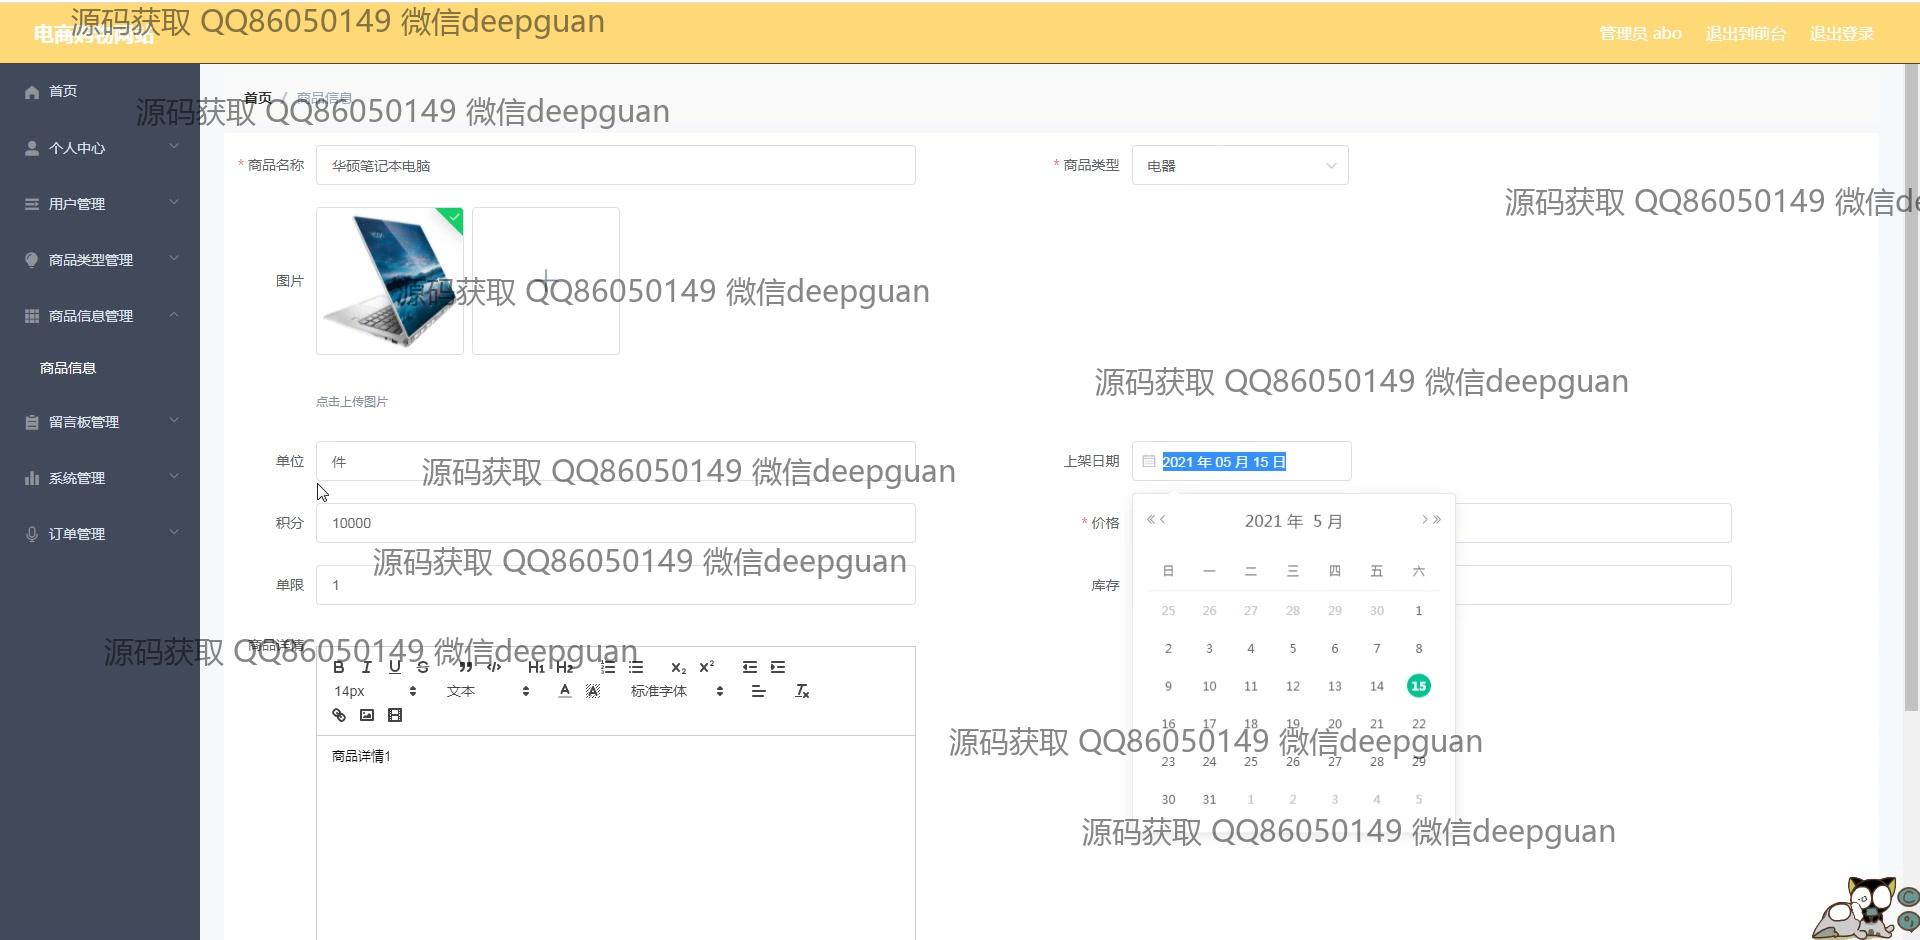 源码获取 QQ86050149 微信deepguan
电商购物网站
管理员 abo
退出到前台
退出登录
首页
个人中心
用户管理
商品类型管理
商品信息管理
商品信息
留言板管理
系统管理
订单管理
首页 / 商品信息
源码获取 QQ86050149 微信deepguan
* 商品名称
华硕笔记本电脑
* 商品类型
电器
源码获取 QQ86050149 微信de
图片
源码获取 QQ86050149 微信deepguan
点击上传图片
源码获取 QQ86050149 微信deepguan
单位
件
源码获取 QQ86050149 微信deepguan
上架日期
2021 年 05 月 15 日
积分
10000
* 价格
源码获取 QQ86050149 微信deepguan
单限
1
库存
2021 年 5 月
日 一 二 三 四 五 六
25 26 27 28 29 30 1
2 3 4 5 6 7 8
9 10 11 12 13 14 15
16 17 18 19 20 21 22
23 24 25 26 27 28 29
30 31 1 2 3 4 5
商品详情
源码获取 QQ86050149 微信deepguan
B I U S H1 H2 X2 X2
14px 文本 A A 标准字体 Tx
商品详情1
源码获取 QQ86050149 微信deepguan
源码获取 QQ86050149 微信deepguan